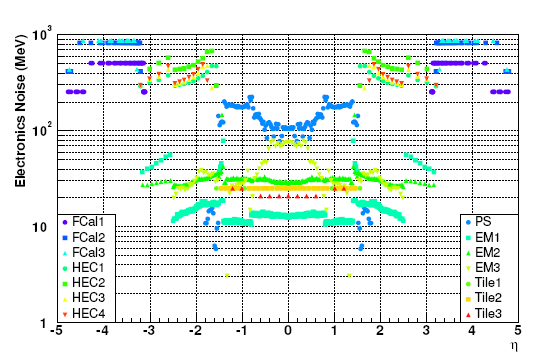 Electronics Noise (MeV)
10³
10²
10
1
FCal1
FCal2
FCal3
HEC1
HEC2
HEC3
HEC4
PS
EM1
EM2
EM3
Tile1
Tile2
Tile3
-5 -4 -3 -2 -1 0 1 2 3 4 5
η